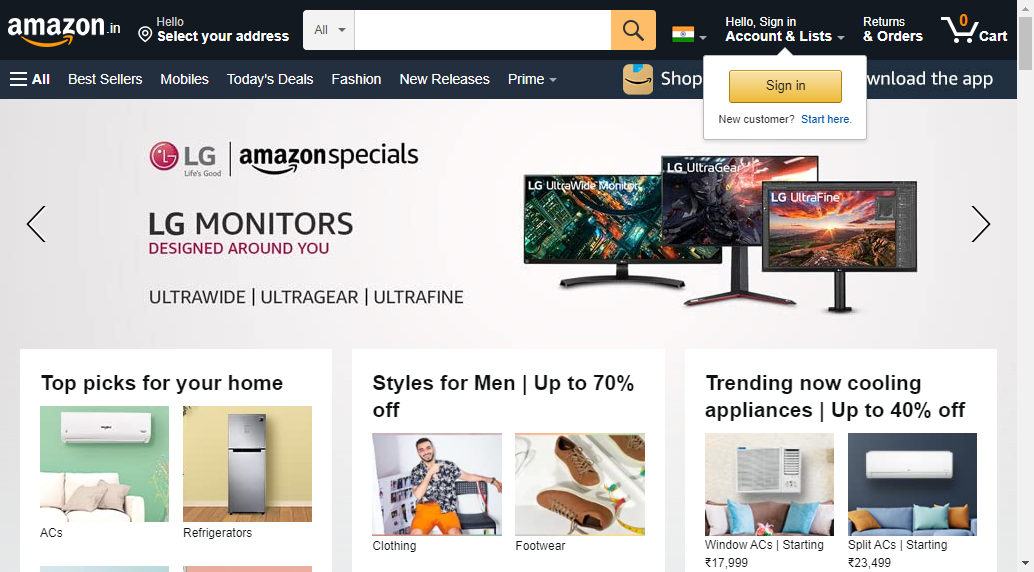 amazon.in
Hello
Select your address
All
Hello, Sign in
Account & Lists
Returns
& Orders
0
Cart
All
Best Sellers
Mobiles
Today's Deals
Fashion
New Releases
Prime
Shop
wnload the app
Sign in
New customer? Start here.
LG
Life's Good
amazonspecials
LG MONITORS
DESIGNED AROUND YOU
ULTRAWIDE | ULTRAGEAR | ULTRAFINE
LG UltraWide Monitor
LG UltraGear
LG UltraFine
Top picks for your home
ACs
Refrigerators
Styles for Men | Up to 70%
off
Clothing
Footwear
Trending now cooling
appliances | Up to 40% off
Window ACs | Starting
₹17,999
Split ACs | Starting
₹23,499